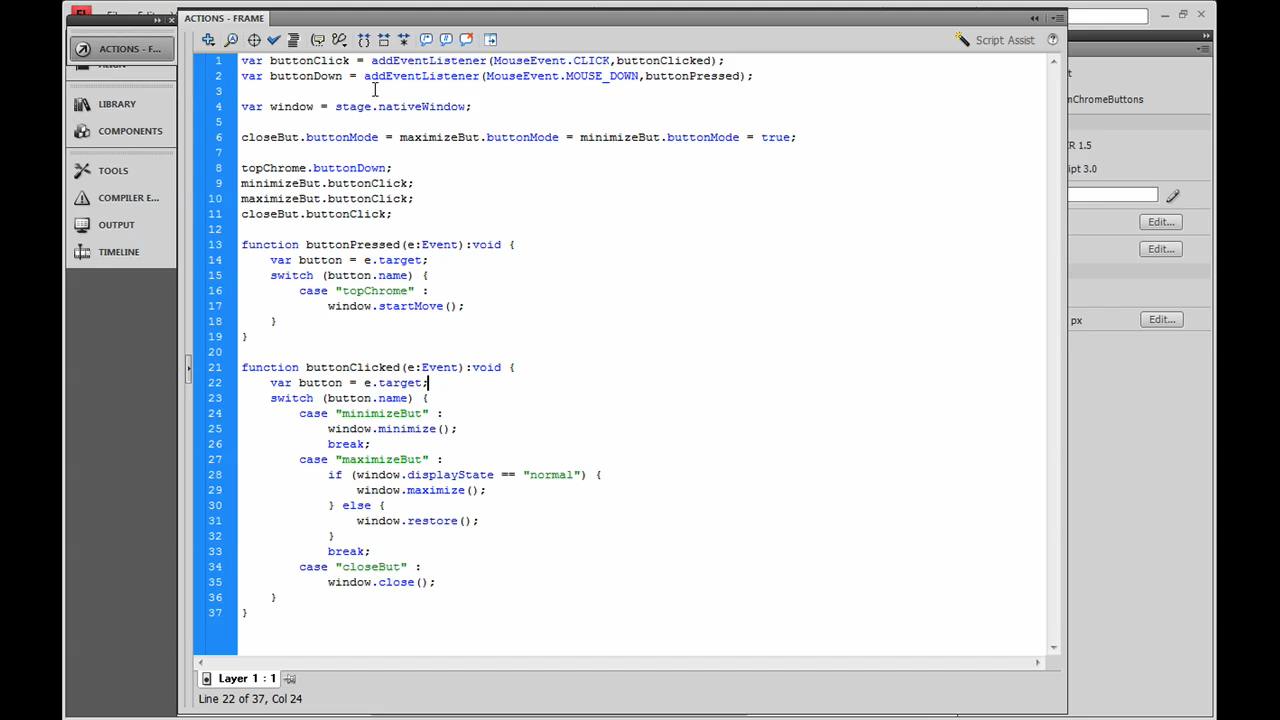 ACTIONS - FRAME
ACTIONS - F...
LIBRARY
COMPONENTS
TOOLS
COMPILER E...
OUTPUT
TIMELINE
Script Assist
1 var buttonClick = addEventListener(MouseEvent.CLICK,buttonClicked);
2 var buttonDown = addEventListener(MouseEvent.MOUSE_DOWN,buttonPressed);
3
4 var window = stage.nativeWindow;
5
6 closeBut.buttonMode = maximizeBut.buttonMode = minimizeBut.buttonMode = true;
7
8 topChrome.buttonDown;
9 minimizeBut.buttonClick;
10 maximizeBut.buttonClick;
11 closeBut.buttonClick;
12
13 function buttonPressed(e:Event):void {
14 var button = e.target;
15 switch (button.name) {
16 case "topChrome" :
17 window.startMove();
18 }
19 }
20
21 function buttonClicked(e:Event):void {
22 var button = e.target;
23 switch (button.name) {
24 case "minimizeBut" :
25 window.minimize();
26 break;
27 case "maximizeBut" :
28 if (window.displayState == "normal") {
29 window.maximize();
30 } else {
31 window.restore();
32 }
33 break;
34 case "closeBut" :
35 window.close();
36 }
37 }
Layer 1 : 1
Line 22 of 37, Col 24
nChromeButtons
R 1.5
ipt 3.0
Edit...
Edit...
px
Edit...